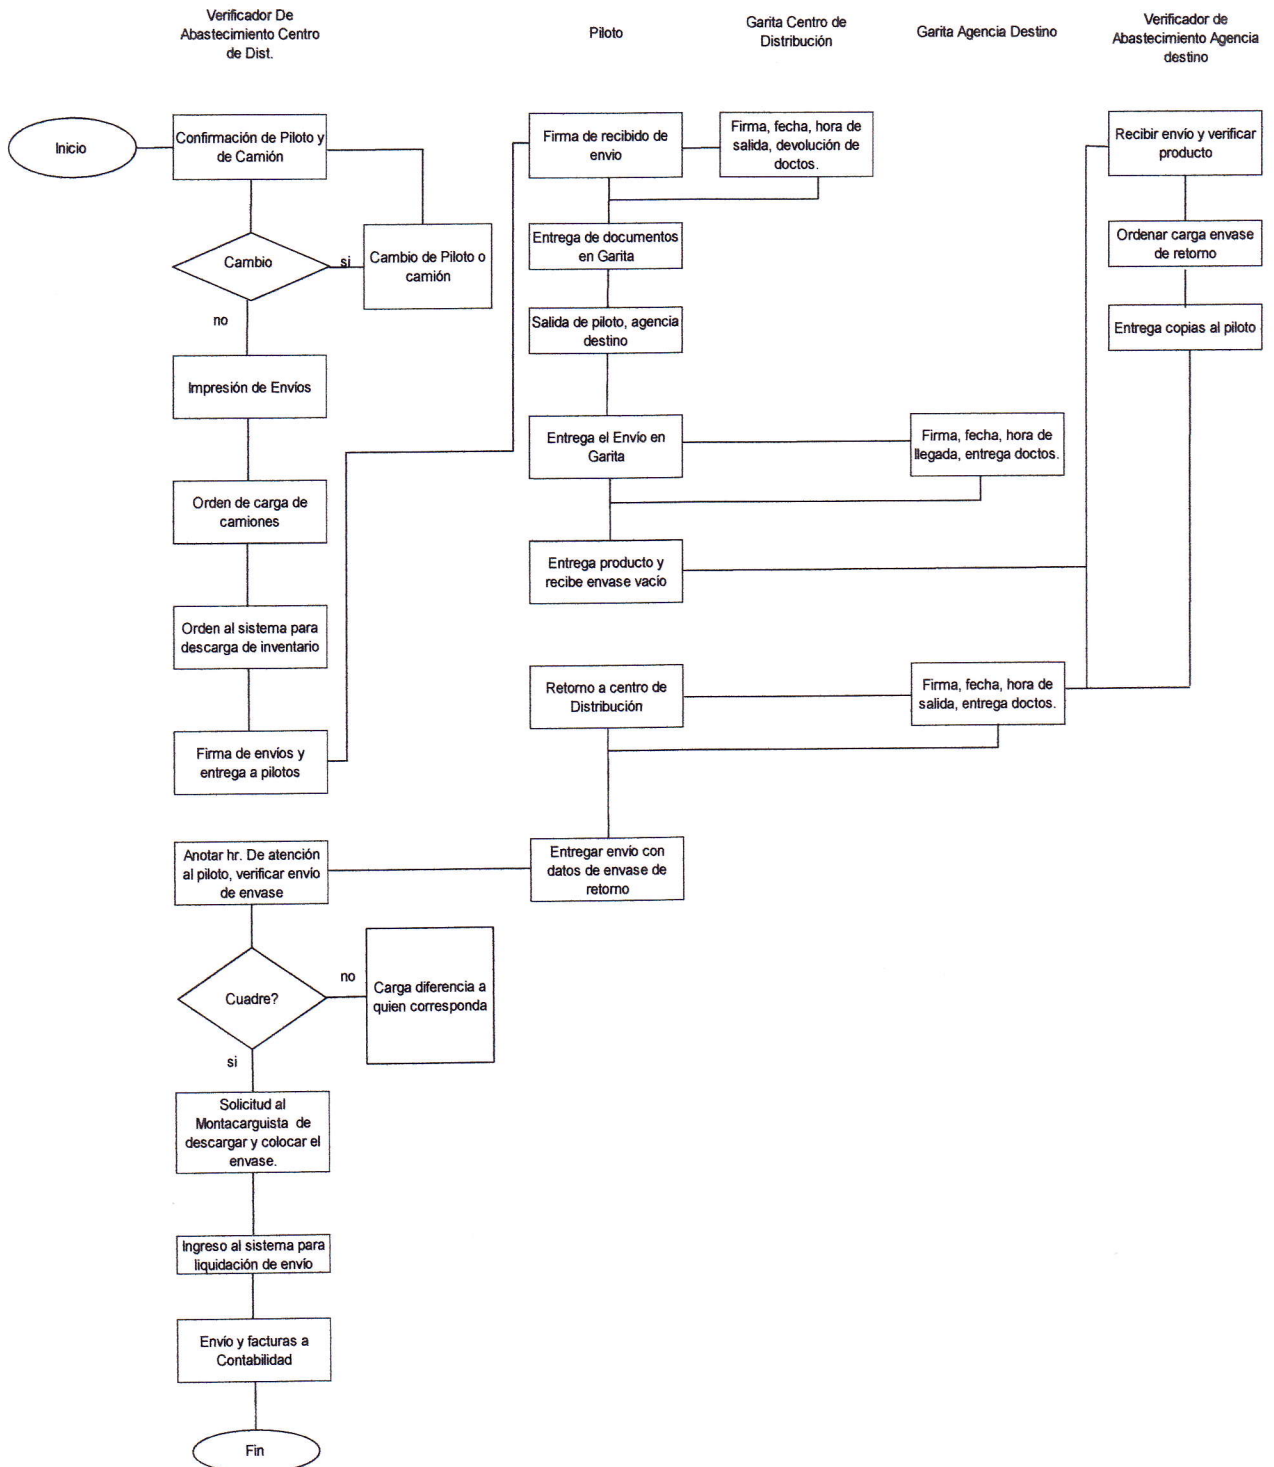 Verificador De
Abastecimiento Centro
de Dist.
Piloto
Garita Centro de
Distribución
Garita Agencia Destino
Verificador de
Abastecimiento Agencia
destino
Inicio
Confirmación de Piloto y
de Camión
Cambio
si
Cambio de Piloto o
camión
no
Impresión de Envíos
Orden de carga de
camiones
Orden al sistema para
descarga de inventario
Firma de envíos y
entrega a pilotos
Firma de recibido de
envio
Firma, fecha, hora de
salida, devolución de
doctos.
Entrega de documentos
en Garita
Salida de piloto, agencia
destino
Entrega el Envío en
Garita
Firma, fecha, hora de
llegada, entrega doctos.
Entrega producto y
recibe envase vacío
Recibir envío y verificar
producto
Ordenar carga envase
de retorno
Entrega copias al piloto
Retorno a centro de
Distribución
Firma, fecha, hora de
salida, entrega doctos.
Entregar envío con
datos de envase de
retorno
Anotar hr. De atención
al piloto, verificar envío
de envase
Cuadre?
no
Carga diferencia a
quien corresponda
si
Solicitud al
Montacarguista de
descargar y colocar el
envase.
Ingreso al sistema para
liquidación de envío
Envío y facturas a
Contabilidad
Fin